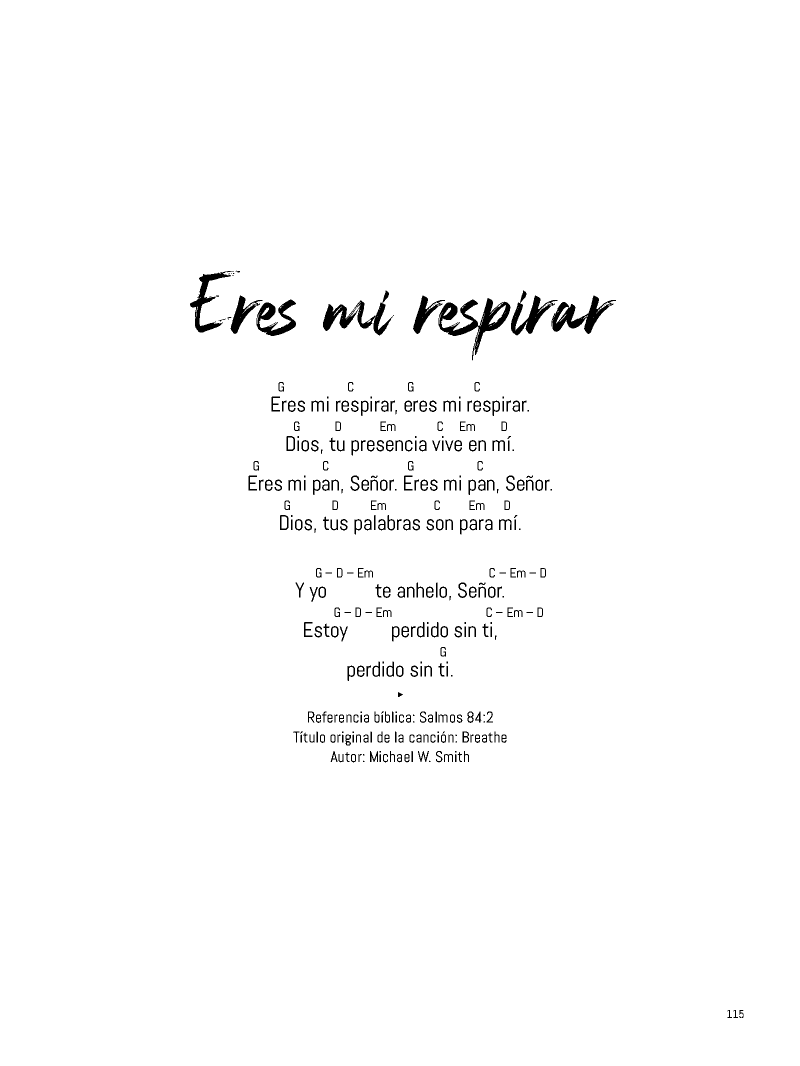 Eres mi respirar
G C G C
Eres mi respirar, eres mi respirar.
G D Em C Em D
Dios, tu presencia vive en mí.
G C G C
Eres mi pan, Señor. Eres mi pan, Señor.
G D Em C Em D
Dios, tus palabras son para mí.
G – D – Em C – Em – D
Y yo te anhelo, Señor.
G – D – Em C – Em – D
Estoy perdido sin ti,
G
perdido sin ti.
Referencia bíblica: Salmos 84:2
Título original de la canción: Breathe
Autor: Michael W. Smith
115